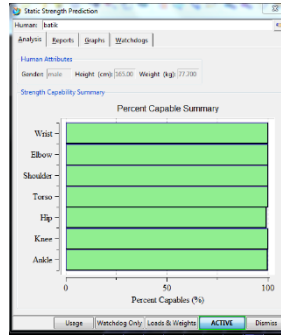 Static Strength Prediction
Human: batik
Analysis Reports Graphs Watchdogs
Human Attributes
Gender: male Height (cm): 165.00 Weight (kg): 77.200
Strength Capability Summary
Percent Capable Summary
Wrist
Elbow
Shoulder
Torso
Hip
Knee
Ankle
0 50 100
Percent Capables (%)
Usage Watchdog Only Loads & Weights ACTIVE Dismiss